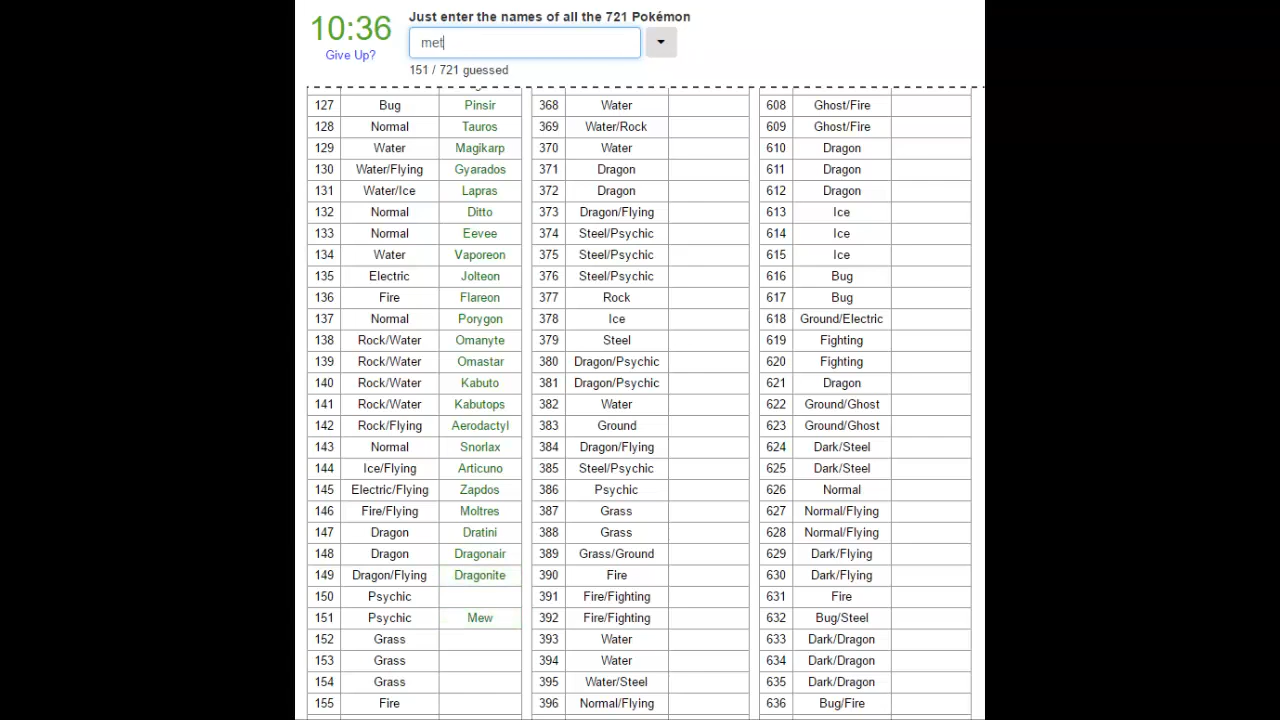 10:36
Give Up?
Just enter the names of all the 721 Pokémon
met
151 / 721 guessed
127 Bug Pinsir 368 Water 608 Ghost/Fire
128 Normal Tauros 369 Water/Rock 609 Ghost/Fire
129 Water Magikarp 370 Water 610 Dragon
130 Water/Flying Gyarados 371 Dragon 611 Dragon
131 Water/Ice Lapras 372 Dragon 612 Dragon
132 Normal Ditto 373 Dragon/Flying 613 Ice
133 Normal Eevee 374 Steel/Psychic 614 Ice
134 Water Vaporeon 375 Steel/Psychic 615 Ice
135 Electric Jolteon 376 Steel/Psychic 616 Bug
136 Fire Flareon 377 Rock 617 Bug
137 Normal Porygon 378 Ice 618 Ground/Electric
138 Rock/Water Omanyte 379 Steel 619 Fighting
139 Rock/Water Omastar 380 Dragon/Psychic 620 Fighting
140 Rock/Water Kabuto 381 Dragon/Psychic 621 Dragon
141 Rock/Water Kabutops 382 Water 622 Ground/Ghost
142 Rock/Flying Aerodactyl 383 Ground 623 Ground/Ghost
143 Normal Snorlax 384 Dragon/Flying 624 Dark/Steel
144 Ice/Flying Articuno 385 Steel/Psychic 625 Dark/Steel
145 Electric/Flying Zapdos 386 Psychic 626 Normal
146 Fire/Flying Moltres 387 Grass 627 Normal/Flying
147 Dragon Dratini 388 Grass 628 Normal/Flying
148 Dragon Dragonair 389 Grass/Ground 629 Dark/Flying
149 Dragon/Flying Dragonite 390 Fire 630 Dark/Flying
150 Psychic 391 Fire/Fighting 631 Fire
151 Psychic Mew 392 Fire/Fighting 632 Bug/Steel
152 Grass 393 Water 633 Dark/Dragon
153 Grass 394 Water 634 Dark/Dragon
154 Grass 395 Water/Steel 635 Dark/Dragon
155 Fire 396 Normal/Flying 636 Bug/Fire